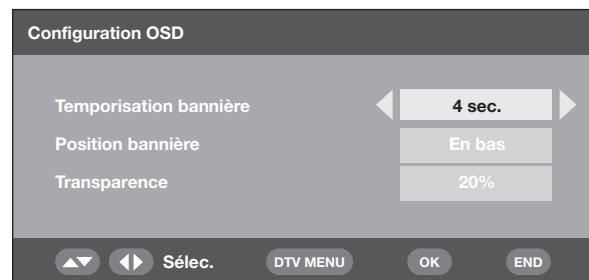 Configuration OSD
Temporisation bannière 4 sec.
Position bannière En bas
Transparence 20%
Sélec. DTV MENU OK END